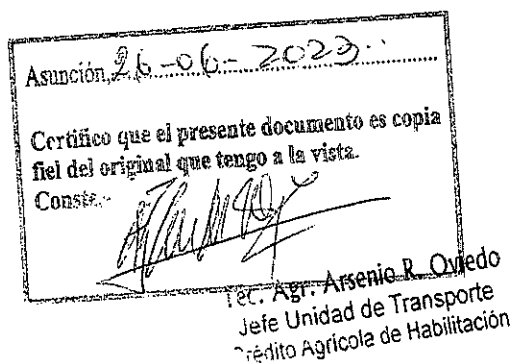 Asunción, 26-06-2023
Certifico que el presente documento es copia
fiel del original que tengo a la vista.
Conste.-
Tec. Agr. Arsenio R. Oviedo
Jefe Unidad de Transporte
Crédito Agrícola de Habilitación